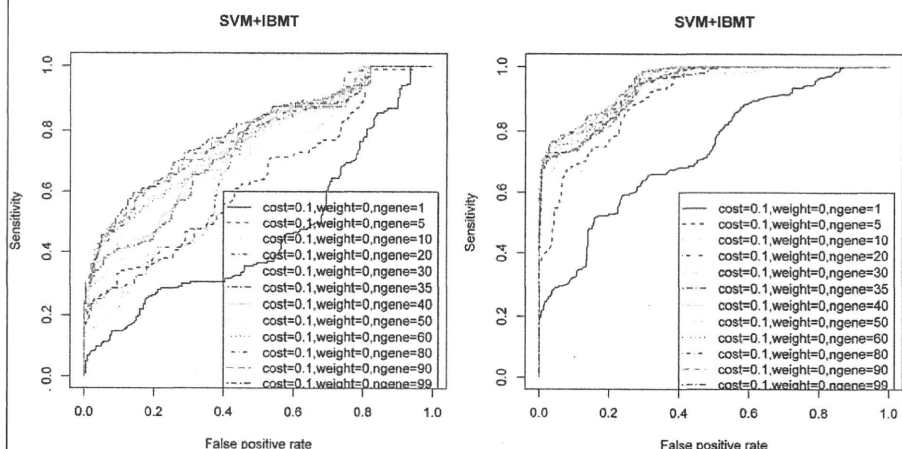 SVM+IBMT
Sensitivity
0.0 0.2 0.4 0.6 0.8 1.0
cost=0.1,weight=0,ngene=1
cost=0.1,weight=0,ngene=5
cost=0.1,weight=0,ngene=10
cost=0.1,weight=0,ngene=20
cost=0.1,weight=0,ngene=30
cost=0.1,weight=0,ngene=35
cost=0.1,weight=0,ngene=40
cost=0.1,weight=0,ngene=50
cost=0.1,weight=0,ngene=60
cost=0.1,weight=0,ngene=80
cost=0.1,weight=0,ngene=90
cost=0.1,weight=0,ngene=99
0.0 0.2 0.4 0.6 0.8 1.0
False positive rate
SVM+IBMT
Sensitivity
0.0 0.2 0.4 0.6 0.8 1.0
cost=0.1,weight=0,ngene=1
cost=0.1,weight=0,ngene=5
cost=0.1,weight=0,ngene=10
cost=0.1,weight=0,ngene=20
cost=0.1,weight=0,ngene=30
cost=0.1,weight=0,ngene=35
cost=0.1,weight=0,ngene=40
cost=0.1,weight=0,ngene=50
cost=0.1,weight=0,ngene=60
cost=0.1,weight=0,ngene=80
cost=0.1,weight=0,ngene=90
cost=0.1,weight=0,ngene=99
0.0 0.2 0.4 0.6 0.8 1.0
False positive rate